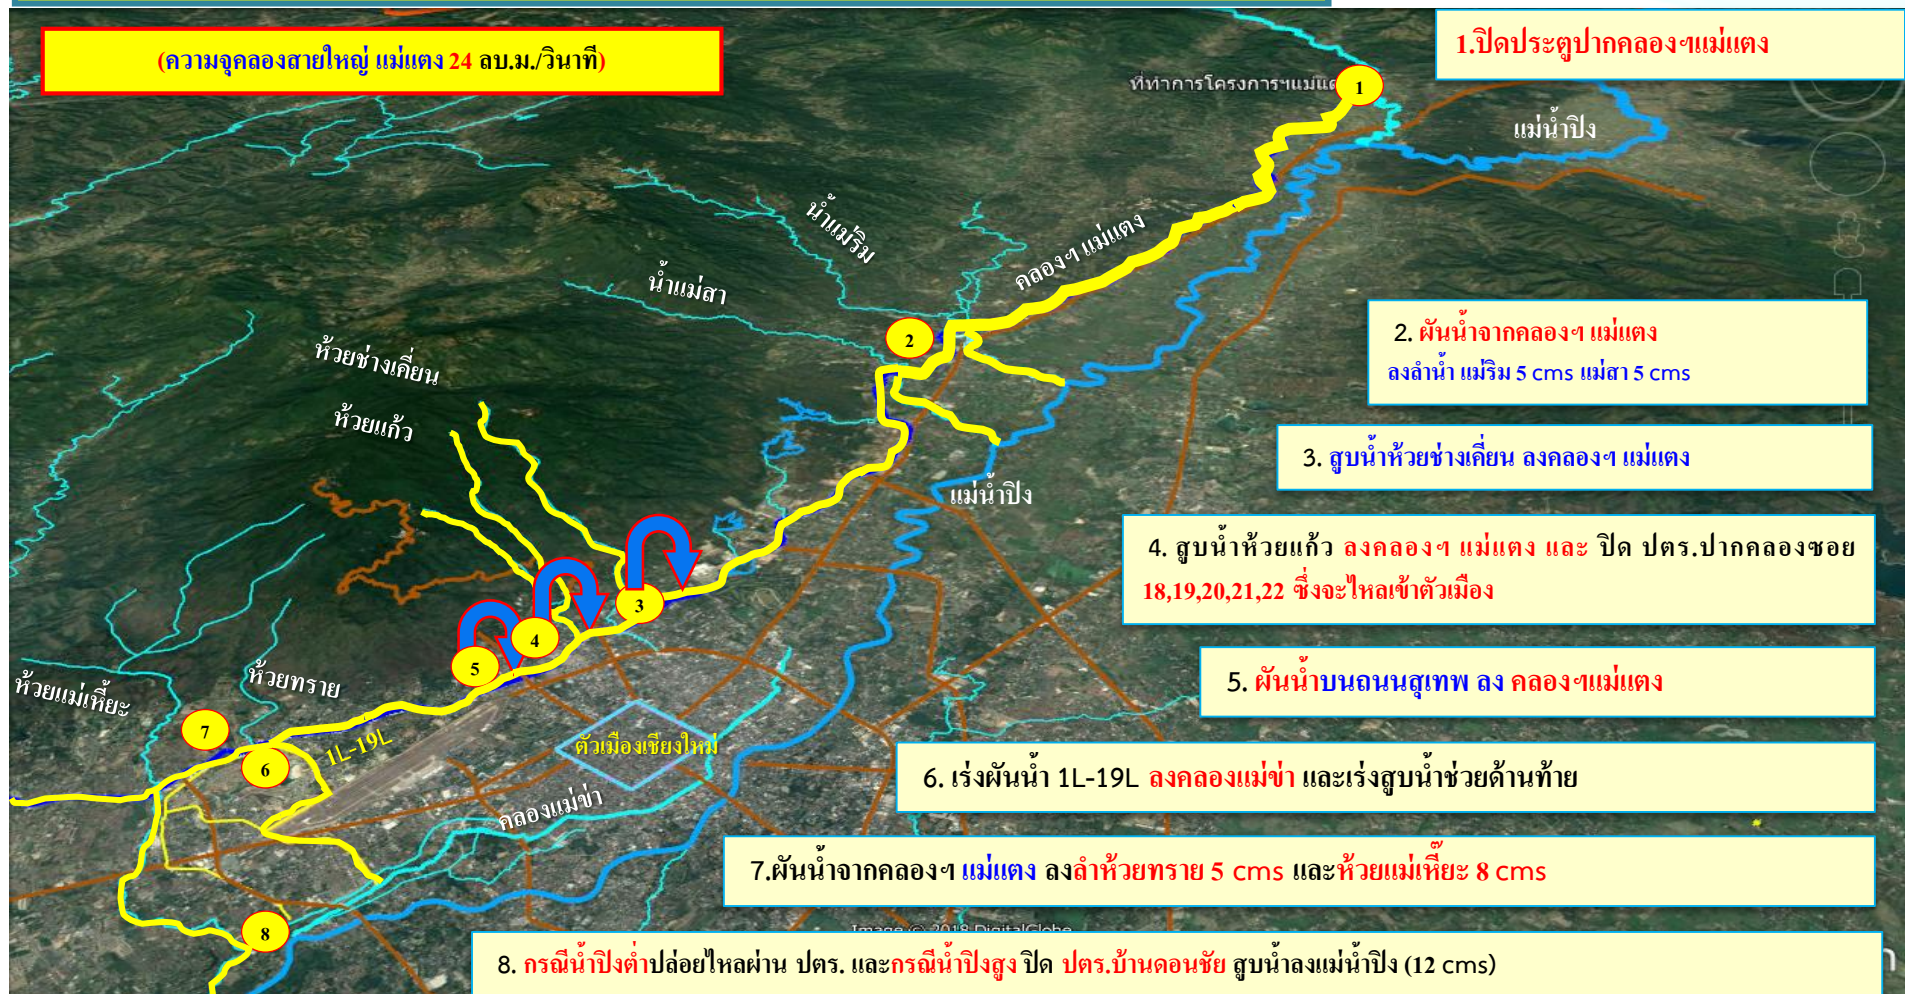 (ความจุคลองสายใหญ่ แม่แตง 24 ลบ.ม./วินาที)
1.ปิดประตูปากคลองฯแม่แตง
ที่ทำการโครงการฯแม่แต
1
แม่น้ำปิง
น้ำแม่ริม
คลองฯ แม่แตง
น้ำแม่สา
2
2. ผันน้ำจากคลองฯ แม่แตง
ลงลำน้ำ แม่ริม 5 cms แม่สา 5 cms
ห้วยช่างเคี่ยน
ห้วยแก้ว
3. สูบน้ำห้วยช่างเคี่ยน ลงคลองฯ แม่แตง
แม่น้ำปิง
4. สูบน้ำห้วยแก้ว ลงคลองฯ แม่แตง และ ปิด ปตร.ปากคลองซอย
18,19,20,21,22 ซึ่งจะไหลเข้าตัวเมือง
3
4
5
5. ผันน้ำบนถนนสุเทพ ลง คลองฯแม่แตง
ห้วยแม่เหี้ยะ
ห้วยทราย
7
6
1L-19L
ตัวเมืองเชียงใหม่
6. เร่งผันน้ำ 1L-19L ลงคลองแม่ข่า และเร่งสูบน้ำช่วยด้านท้าย
คลองแม่ข่า
7.ผันน้ำจากคลองฯ แม่แตง ลงลำห้วยทราย 5 cms และห้วยแม่เหี๊ยะ 8 cms
8
Image © 2018 DigitalGlobe
8. กรณีน้ำปิงต่ำปล่อยไหลผ่าน ปตร. และกรณีน้ำปิงสูง ปิด ปตร.บ้านดอนชัย สูบน้ำลงแม่น้ำปิง (12 cms)